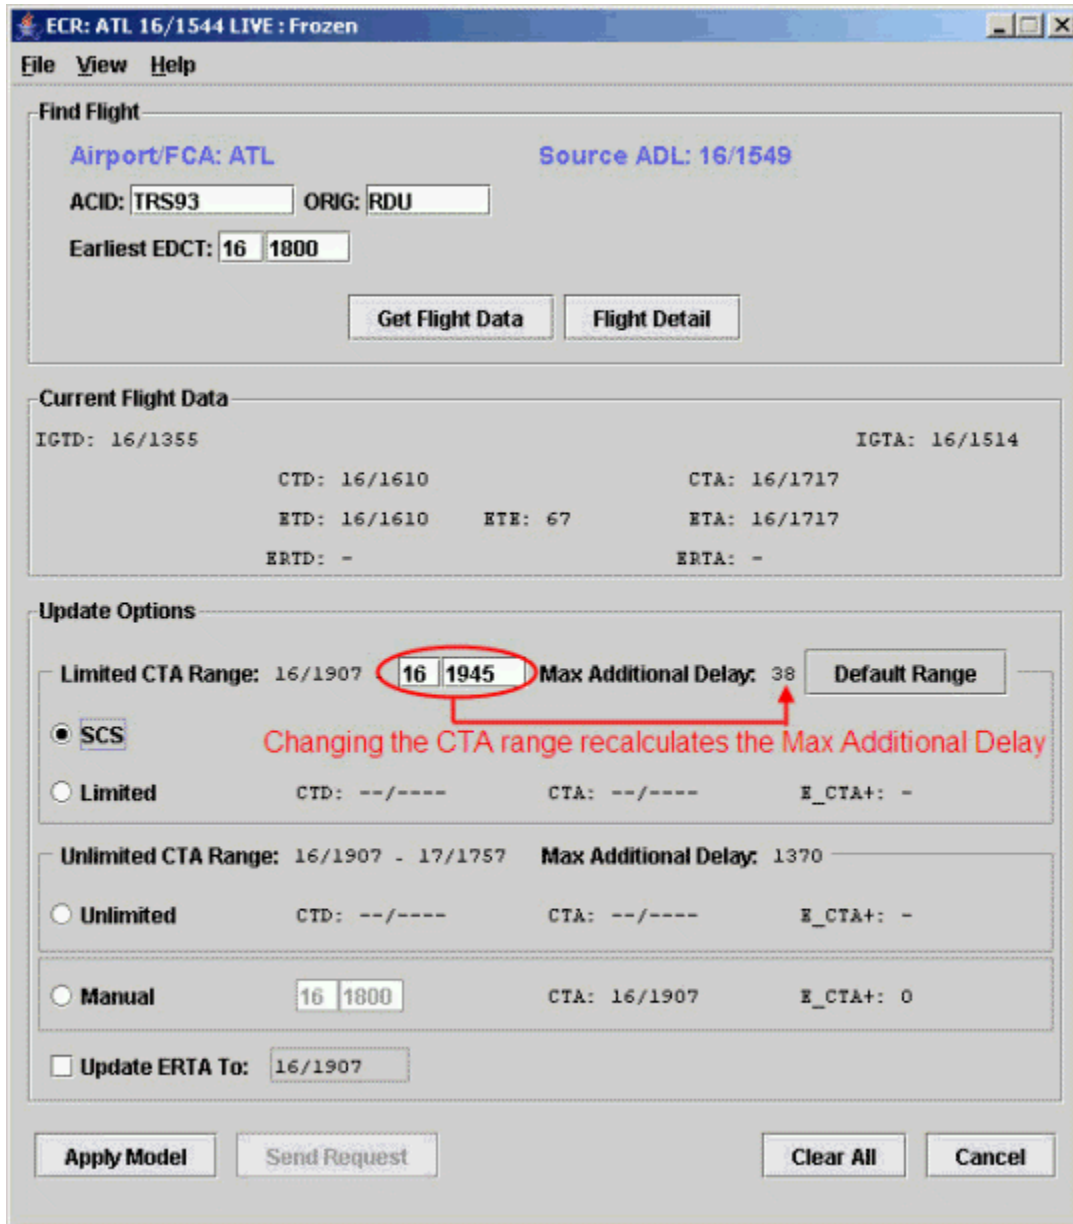 ECR: ATL 16/1544 LIVE : Frozen
File View Help
Find Flight
Airport/FCA: ATL Source ADL: 16/1549
ACID: TRS93 ORIG: RDU
Earliest EDCT: 16 1800
Get Flight Data Flight Detail
Current Flight Data
IGTD: 16/1355 IGTA: 16/1514
CTD: 16/1610 CTA: 16/1717
ETD: 16/1610 ETE: 67 ETA: 16/1717
ERTD: - ERTA: -
Update Options
Limited CTA Range: 16/1907 - 16 1945 Max Additional Delay: 38 Default Range
SCS Changing the CTA range recalculates the Max Additional Delay
Limited CTD: --/---- CTA: --/---- E_CTA+: -
Unlimited CTA Range: 16/1907 - 17/1757 Max Additional Delay: 1370
Unlimited CTD: --/---- CTA: --/---- E_CTA+: -
Manual 16 1800 CTA: 16/1907 E_CTA+: 0
Update ERTA To: 16/1907
Apply Model Send Request Clear All Cancel